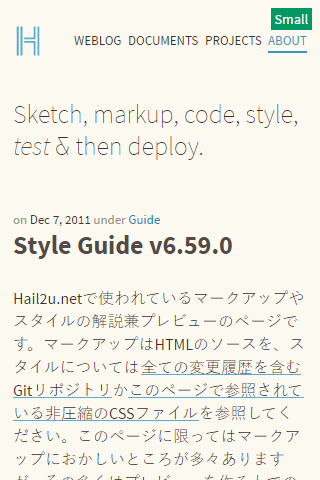 Small
WEBLOG DOCUMENTS PROJECTS ABOUT
Sketch, markup, code, style,
test & then deploy.
on Dec 7, 2011 under Guide
Style Guide v6.59.0
Hail2u.netで使われているマークアップや
スタイルの解説兼プレビューのページで
す。マークアップはHTMLのソースを、ス
タイルについては全ての変更履歴を含む
Gitリポジトリかこのページで参照されて
いる非圧縮のCSSファイルを参照してく
ださい。このページに限ってはマークア
ップにおかしいところが多々あります